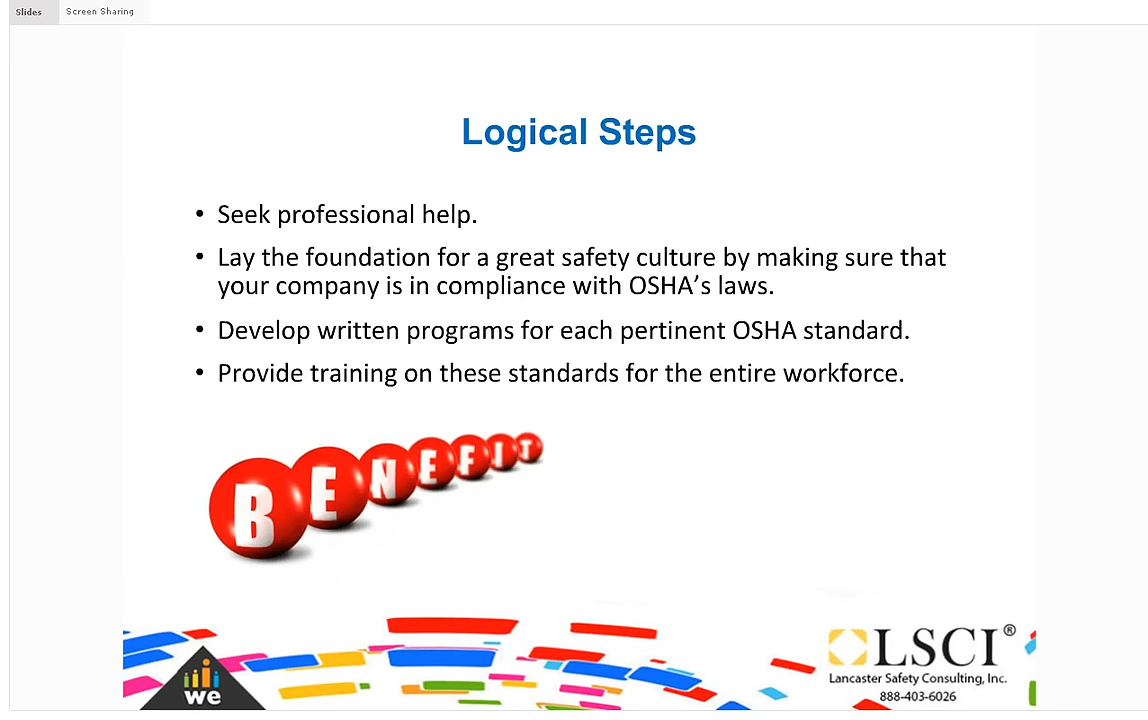 Slides Screen Sharing
Logical Steps
• Seek professional help.
• Lay the foundation for a great safety culture by making sure that
your company is in compliance with OSHA’s laws.
• Develop written programs for each pertinent OSHA standard.
• Provide training on these standards for the entire workforce.
BENEFIT
we
LSCI®
Lancaster Safety Consulting, Inc.
888-403-6026